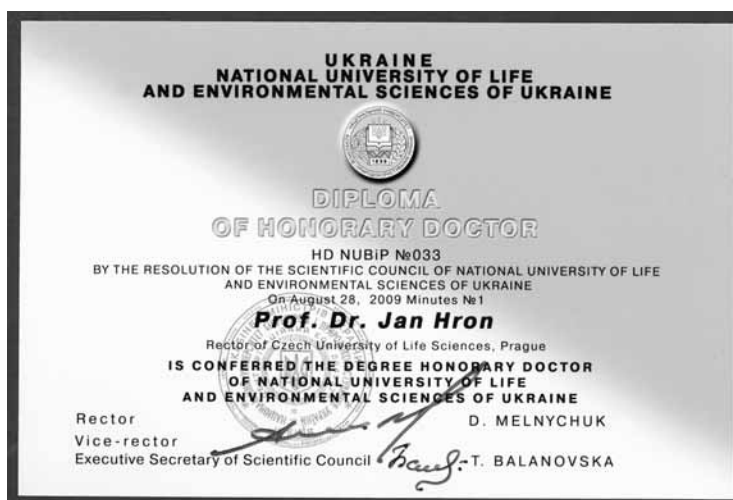 UKRAINE
NATIONAL UNIVERSITY OF LIFE
AND ENVIRONMENTAL SCIENCES OF UKRAINE
DIPLOMA
OF HONORARY DOCTOR
HD NUBiP №033
BY THE RESOLUTION OF THE SCIENTIFIC COUNCIL OF NATIONAL UNIVERSITY OF LIFE
AND ENVIRONMENTAL SCIENCES OF UKRAINE
On August 28, 2009 Minutes №1
Prof. Dr. Jan Hron
Rector of Czech University of Life Sciences, Prague
IS CONFERRED THE DEGREE HONORARY DOCTOR
OF NATIONAL UNIVERSITY OF LIFE
AND ENVIRONMENTAL SCIENCES OF UKRAINE
Rector D. MELNYCHUK
Vice-rector
Executive Secretary of Scientific Council T. BALANOVSKA